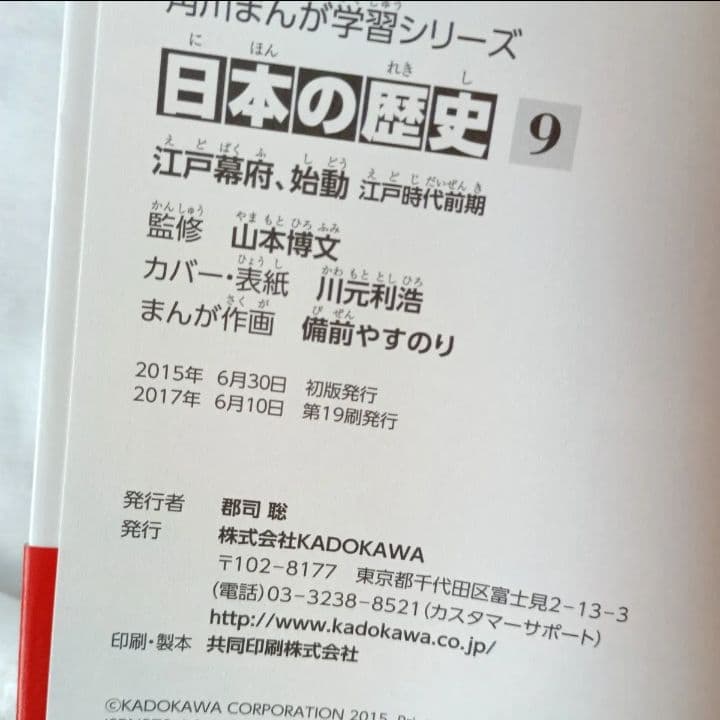 角川まんが学習シリーズ
日本の歴史 9
江戸幕府、始動 江戸時代前期
監修 山本博文
カバー・表紙 川元利浩
まんが作画 備前やすのり
2015年 6月30日 初版発行
2017年 6月10日 第19刷発行
発行者 郡司 聡
発行 株式会社KADOKAWA
〒102-8177 東京都千代田区富士見2-13-3
(電話)03-3238-8521(カスタマーサポート)
http://www.kadokawa.co.jp/
印刷・製本 共同印刷株式会社
©KADOKAWA CORPORATION 2015